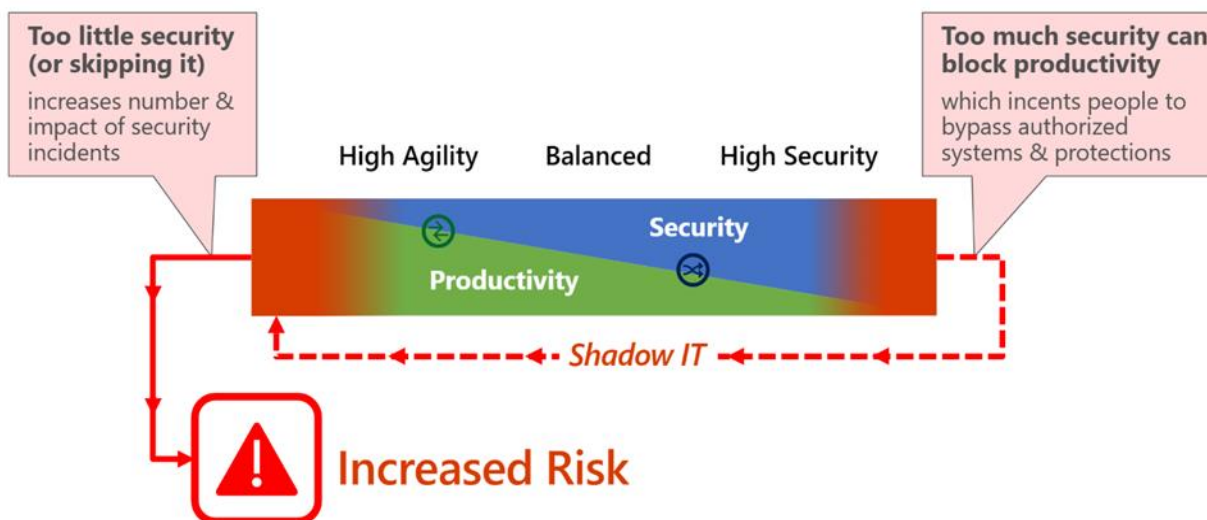 Too little security
(or skipping it)
increases number &
impact of security
incidents
Too much security can
block productivity
which incents people to
bypass authorized
systems & protections
High Agility
Balanced
High Security
Security
Productivity
Shadow IT
Increased Risk